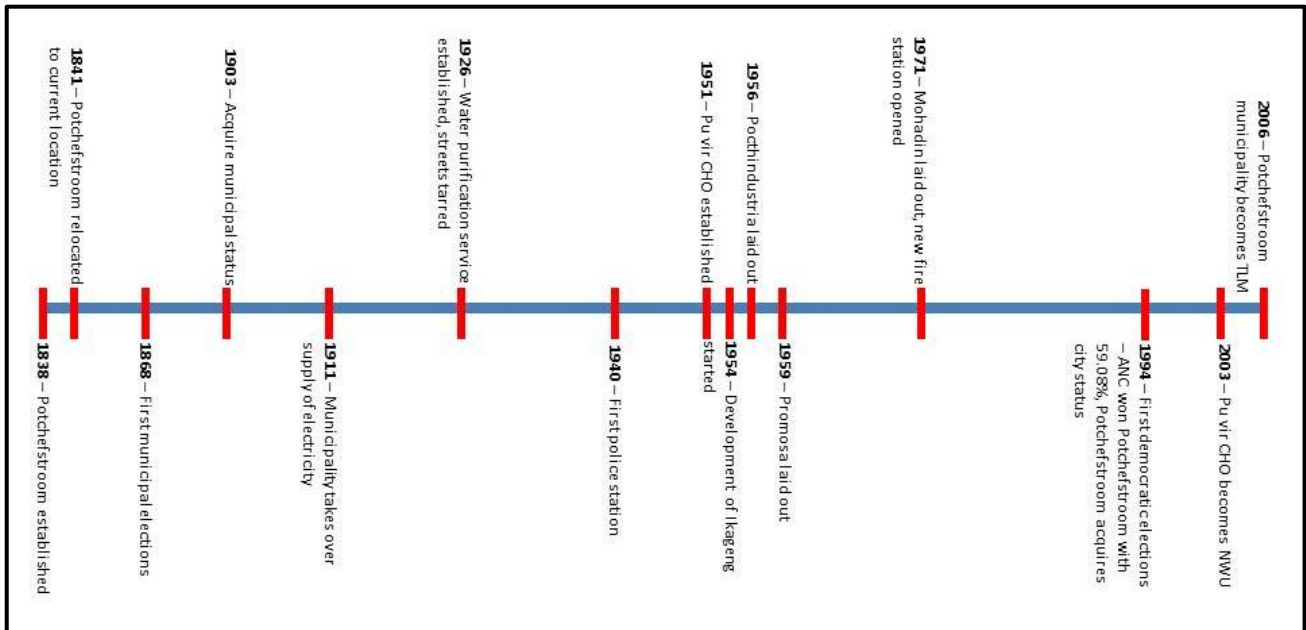 2006 – Potchefstroom
municipality becomes TLM
2003 – Pu vir CHO becomes NWU
1994 – First democratic elections
– ANC won Potchefstroom with
59.08%, Potchefstroom acquires
city status
1971 – Mohadin laid out, new fire
station opened
1959 – Promosa laid out
1956 – Pocthindustria laid out
1954 – Development of Ikageng
started
1951 – Pu vir CHO established
1940 – First police station
1926 – Water purification service
established, streets tarred
1911 – Municipality takes over
supply of electricity
1903 – Acquire municipal status
1868 – First municipal elections
1841 – Potchefstroom relocated
to current location
1838 – Potchefstroom established